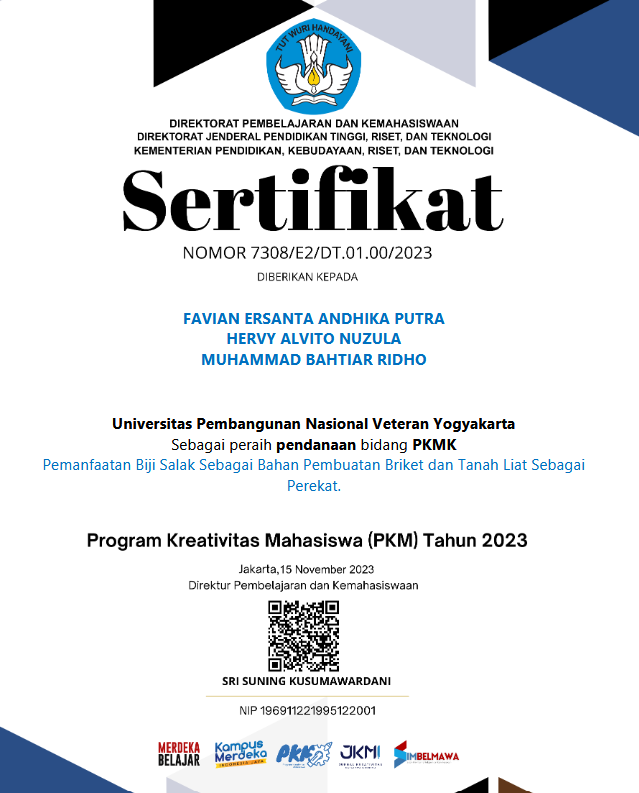 TUT WURI HANDAYANI
DIREKTORAT PEMBELAJARAN DAN KEMAHASISWAAN
DIREKTORAT JENDERAL PENDIDIKAN TINGGI, RISET, DAN TEKNOLOGI
KEMENTERIAN PENDIDIKAN, KEBUDAYAAN, RISET, DAN TEKNOLOGI
Sertifikat
NOMOR 7308/E2/DT.01.00/2023
DIBERIKAN KEPADA
FAVIAN ERSANTA ANDHIKA PUTRA
HERVY ALVITO NUZULA
MUHAMMAD BAHTIAR RIDHO
Universitas Pembangunan Nasional Veteran Yogyakarta
Sebagai peraih pendanaan bidang PKMK
Pemanfaatan Biji Salak Sebagai Bahan Pembuatan Briket dan Tanah Liat Sebagai
Perekat.
Program Kreativitas Mahasiswa (PKM) Tahun 2023
Jakarta,15 November 2023
Direktur Pembelajaran dan Kemahasiswaan
SRI SUNING KUSUMAWARDANI
NIP 196911221995122001
MERDEKA
BELAJAR
Kampus
Merdeka
INDONESIA JAYA
PKM
JKMI
SIMBELMAWA